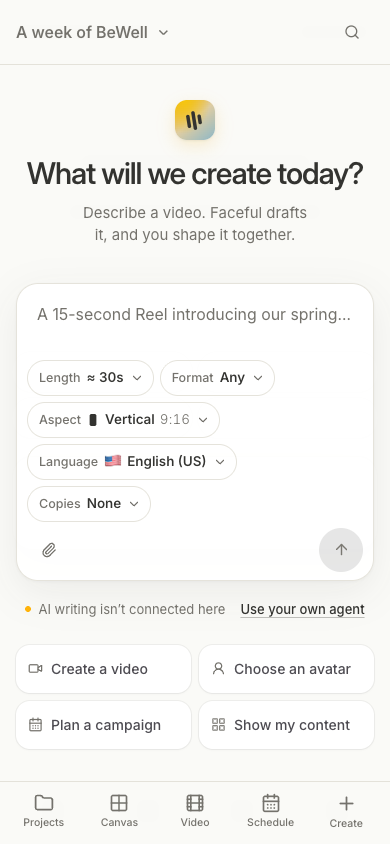 A week of BeWell
What will we create today?
Describe a video. Faceful drafts
it, and you shape it together.
A 15-second Reel introducing our spring...
Length ≈ 30s Format Any
Aspect Vertical 9:16
Language English (US)
Copies None
AI writing isn't connected here Use your own agent
Create a video Choose an avatar
Plan a campaign Show my content
Projects Canvas Video Schedule Create